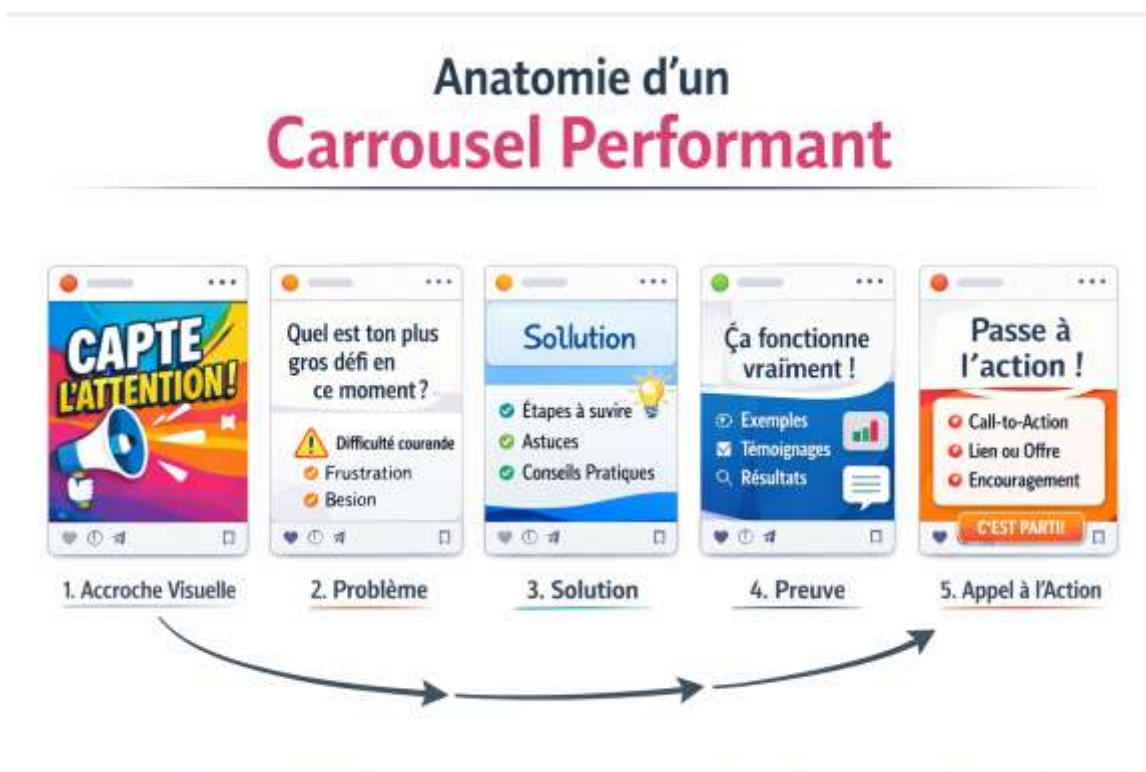 Anatomie d'un
Carrousel Performant
CAPTE
L'ATTENTION!
1. Accroche Visuelle
Quel est ton plus
gros défi en
ce moment?
Difficulté courande
Frustration
Besion
2. Problème
Sollution
Étapes à suvire
Astuces
Conseils Pratiques
3. Solution
Ça fonctionne
vraiment !
Exemples
Témoignages
Résultats
4. Preuve
Passe à
l'action !
Call-to-Action
Lien ou Offre
Encouragement
C'EST PARTI!
5. Appel à l'Action